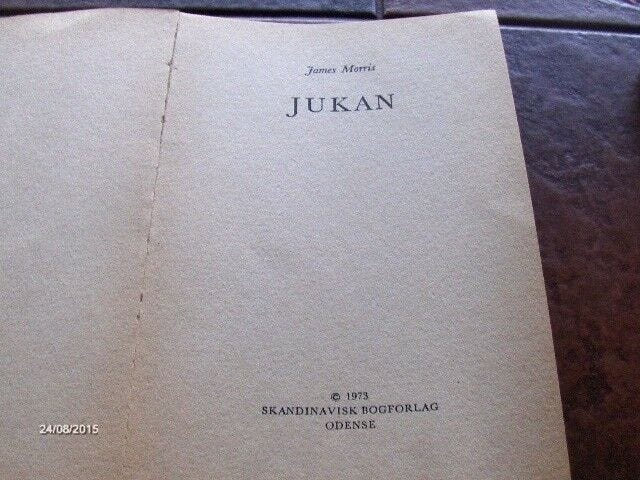 James Morris
JUKAN
© 1973
SKANDINAVISK BOGFORLAG
ODENSE
24/08/2015